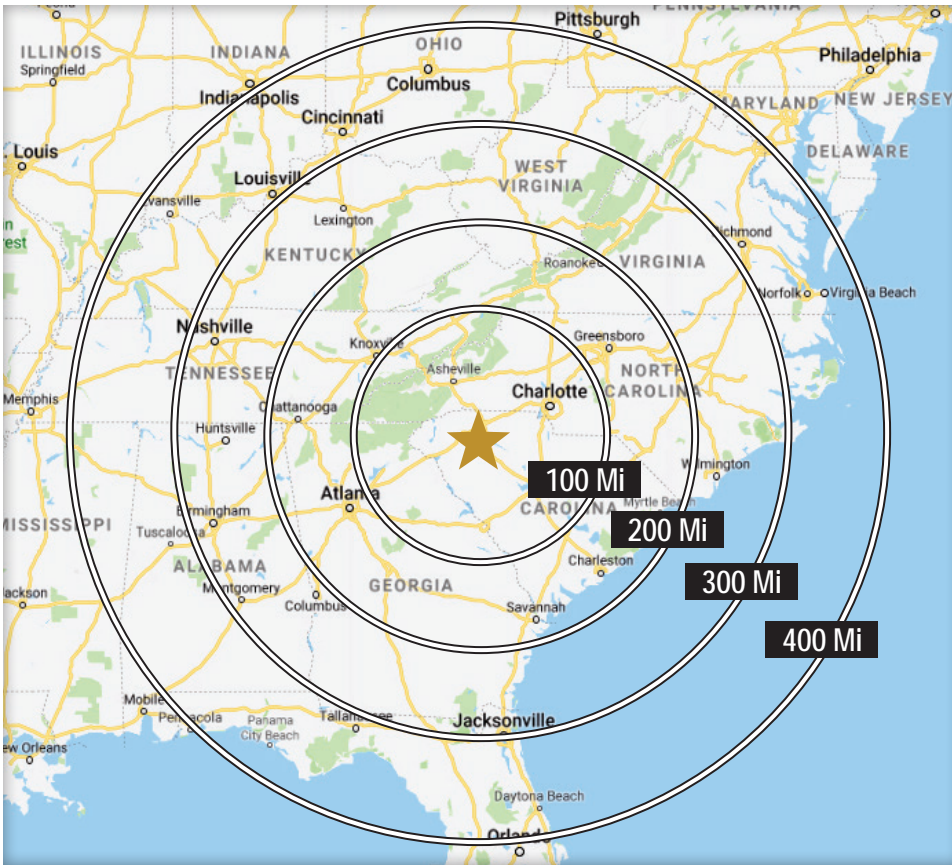 PENNSYLVANIA
Pittsburgh
ILLINOIS
INDIANA
OHIO
Philadelphia
Springfield
Columbus
Indianapolis
MARYLAND
NEW JERSEY
Cincinnati
. Louis
DELAWARE
WEST
VIRGINIA
Louisville
Evansville
Lexington
Richmond
rest
KENTUCKY
Roanoke
VIRGINIA
Norfolk
Virginia Beach
Nashville
Knoxville
Greensboro
TENNESSEE
Asheville
NORTH
CAROLINA
Charlotte
Memphis
Chattanooga
Huntsville
Wilmington
100 Mi
Atlanta
Myrtle Beach
CAROLINA
Birmingham
MISSISSIPPI
200 Mi
Tuscaloosa
Charleston
ALABAMA
GEORGIA
300 Mi
Jackson
Montgomery
Columbus
Savannah
400 Mi
Mobile
Pensacola
Panama
City Beach
Tallahassee
Jacksonville
ew Orleans
Daytona Beach
Orlando